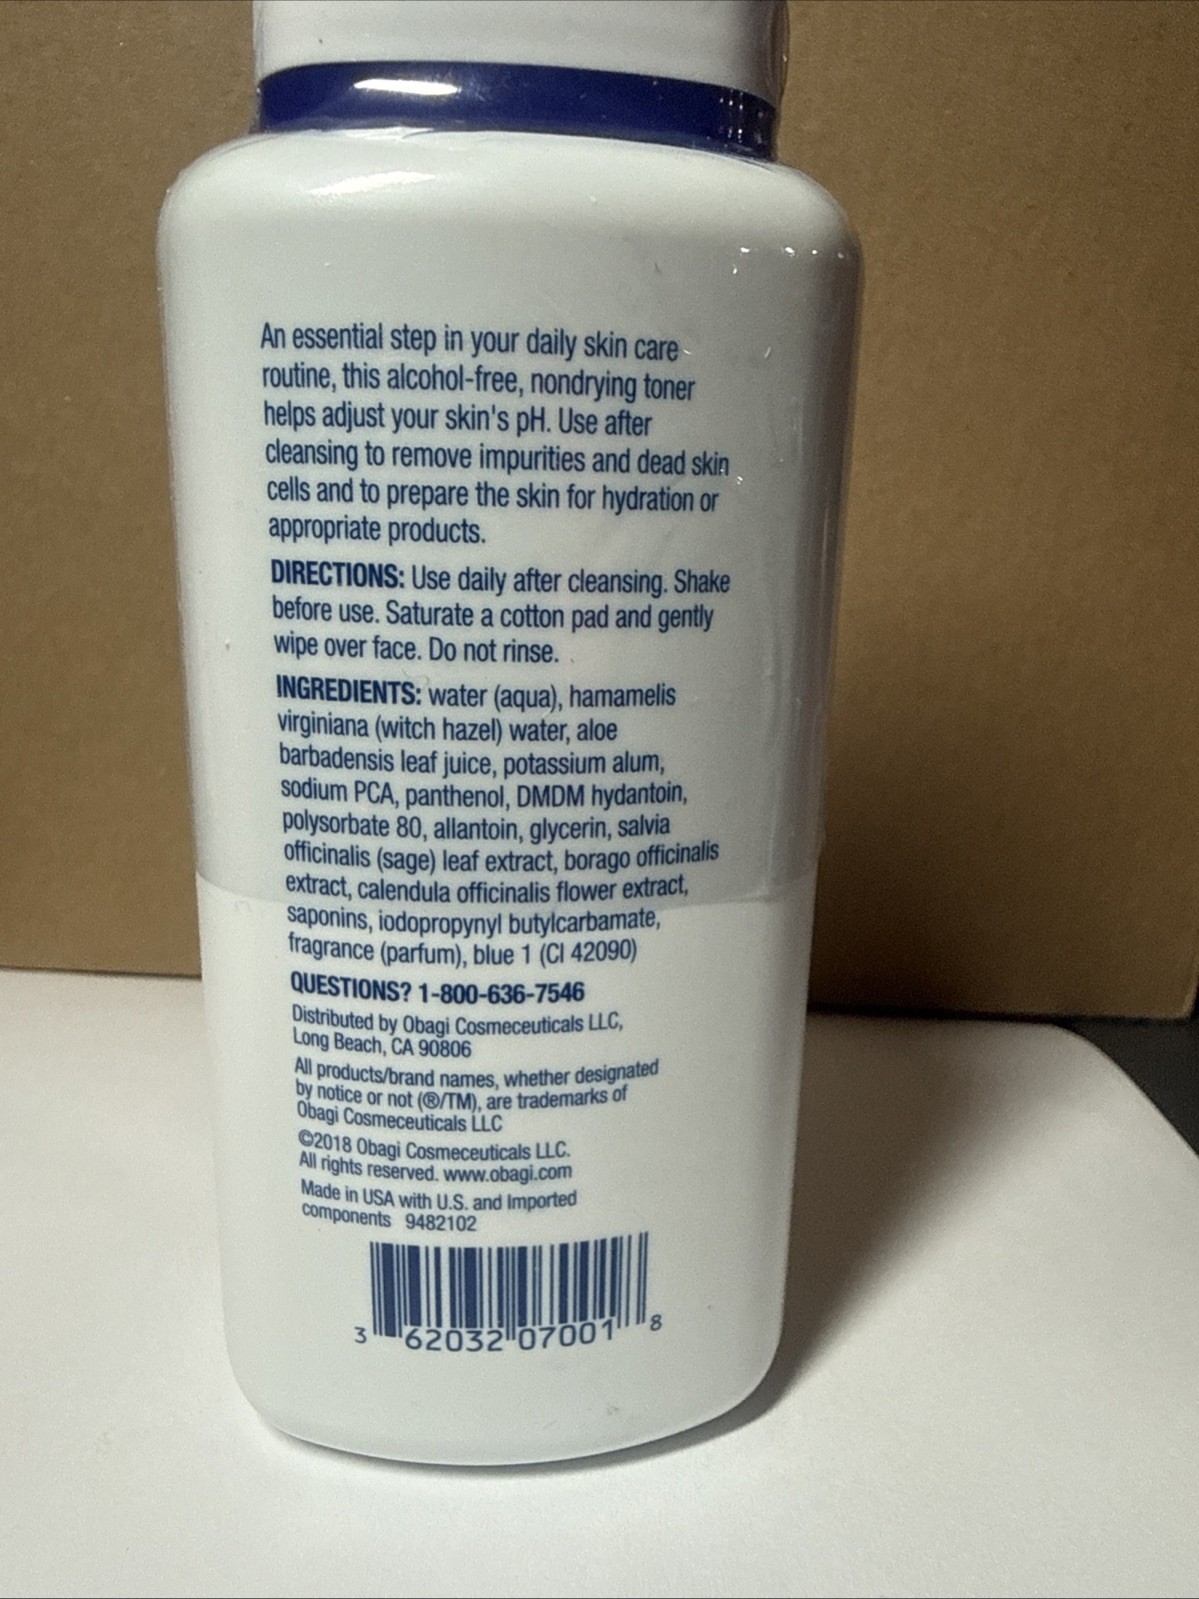 An essential step in your daily skin care
routine, this alcohol-free, nondrying toner
helps adjust your skin's pH. Use after
cleansing to remove impurities and dead skin
cells and to prepare the skin for hydration or
appropriate products.
DIRECTIONS: Use daily after cleansing. Shake
before use. Saturate a cotton pad and gently
wipe over face. Do not rinse.
INGREDIENTS: water (aqua), hamamelis
virginiana (witch hazel) water, aloe
barbadensis leaf juice, potassium alum,
sodium PCA, panthenol, DMDM hydantoin,
polysorbate 80, allantoin, glycerin, salvia
officinalis (sage) leaf extract, borago officinalis
extract, calendula officinalis flower extract,
saponins, iodopropynyl butylcarbamate,
fragrance (parfum), blue 1 (CI 42090)
QUESTIONS? 1-800-636-7546
Distributed by Obagi Cosmeceuticals LLC,
Long Beach, CA 90806
All products/brand names, whether designated
by notice or not (®/TM), are trademarks of
Obagi Cosmeceuticals LLC
©2018 Obagi Cosmeceuticals LLC.
All rights reserved. www.obagi.com
Made in USA with U.S. and Imported
components 9482102
3 62032 07001 8